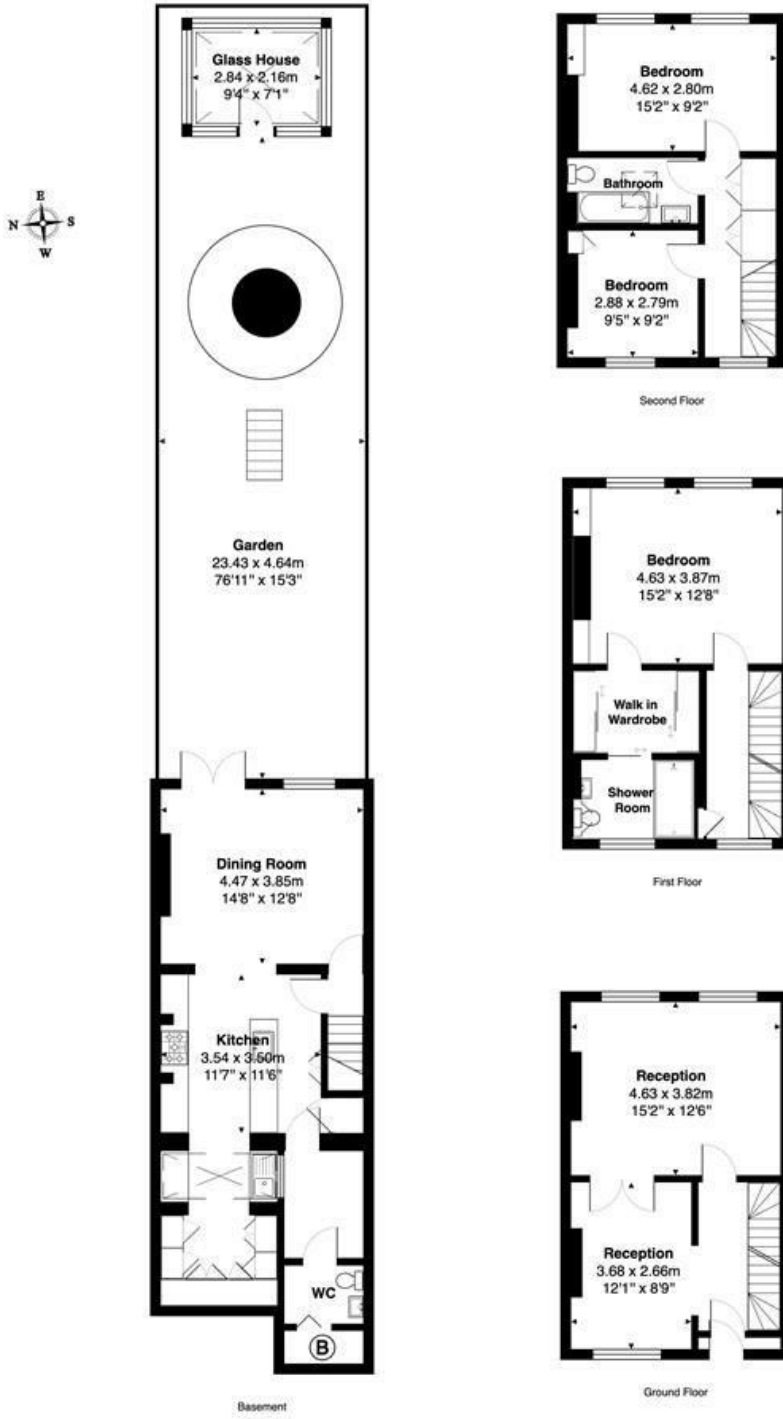 Glass House
2.84 x 2.16m
9'4" x 7'1"
E
N
S
W
Garden
23.43 x 4.64m
76'11" x 15'3"
Dining Room
4.47 x 3.85m
14'8" x 12'8"
Kitchen
3.54 x 3.50m
11'7" x 11'6"
WC
B
Basement
Bedroom
4.62 x 2.80m
15'2" x 9'2"
Bathroom
Bedroom
2.88 x 2.79m
9'5" x 9'2"
Second Floor
Bedroom
4.63 x 3.87m
15'2" x 12'8"
Walk in
Wardrobe
Shower
Room
First Floor
Reception
4.63 x 3.82m
15'2" x 12'6"
Reception
3.68 x 2.66m
12'1" x 8'9"
Ground Floor